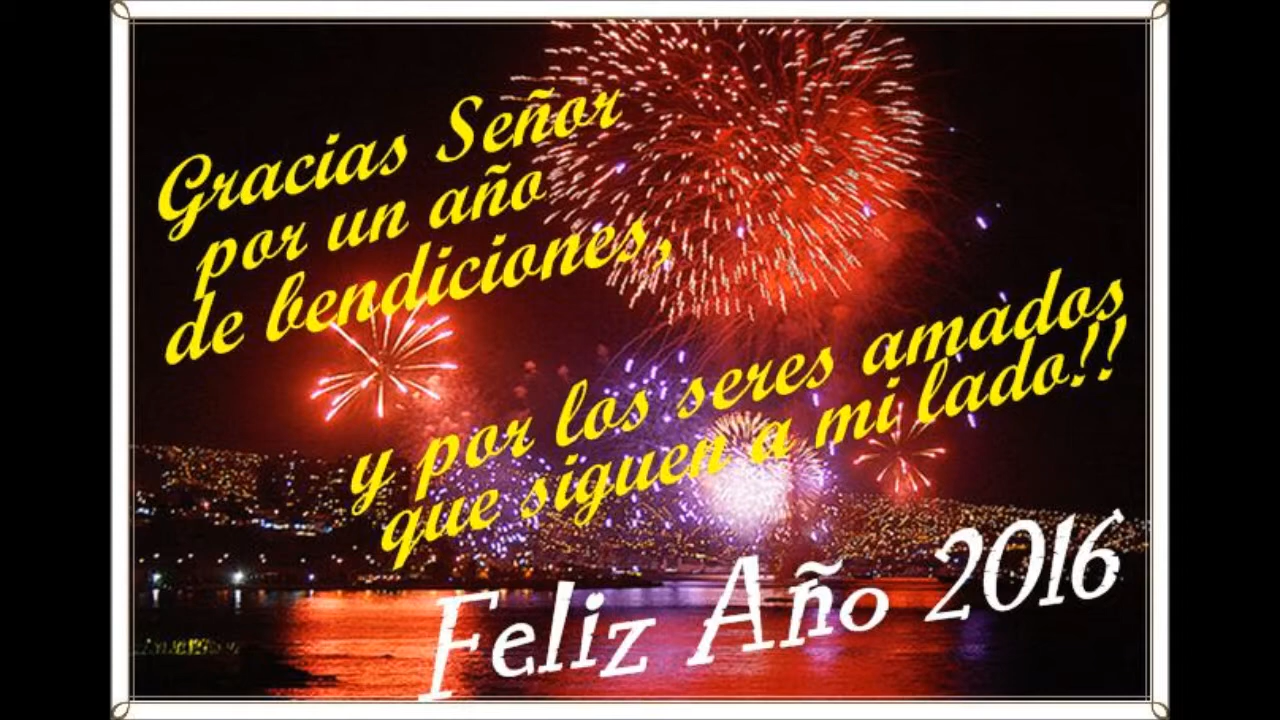 Gracias Señor
por un año
de bendiciones,
y por los seres amados
que siguen a mi lado!!
Feliz Año 2016